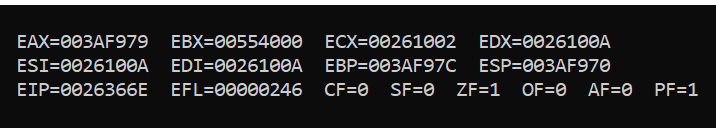 EAX=003AF979 EBX=00554000 ECX=00261002 EDX=0026100A
ESI=0026100A EDI=0026100A EBP=003AF97C ESP=003AF970
EIP=0026366E EFL=00000246 CF=0 SF=0 ZF=1 OF=0 AF=0 PF=1